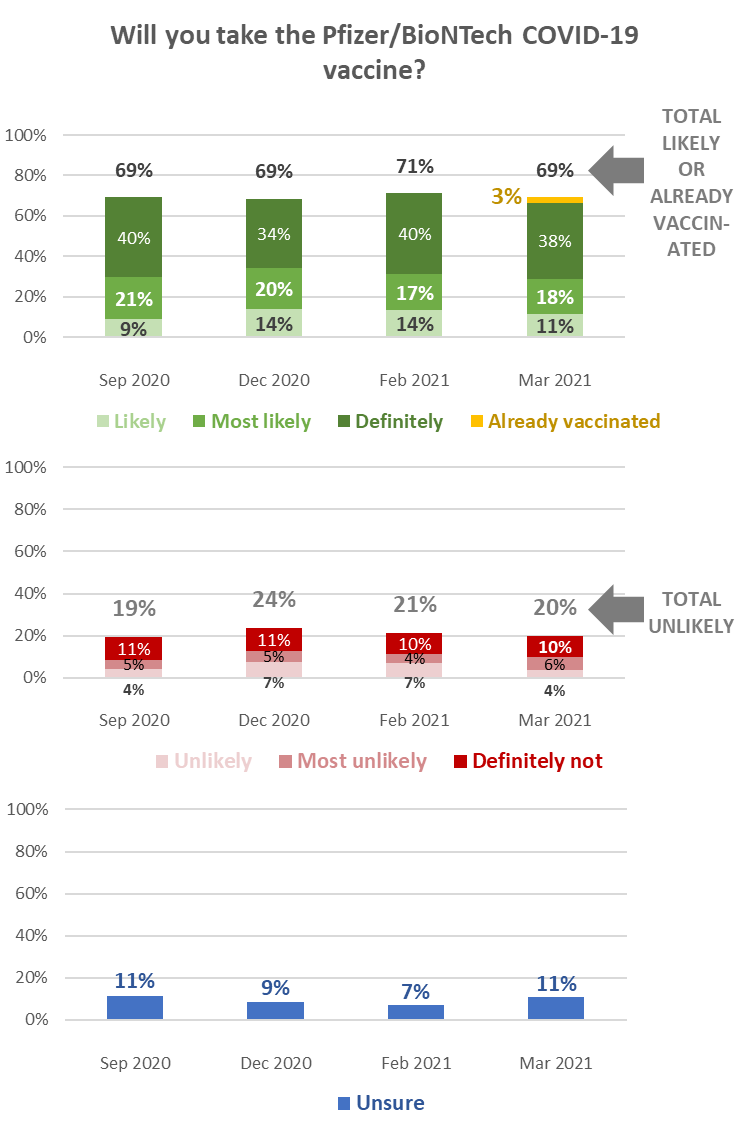 Will you take the Pfizer/BioNTech COVID-19
vaccine?
TOTAL
LIKELY
OR
ALREADY
VACCIN-
ATED
100%
80%
60%
40%
20%
0%
69%
69%
71%
69%
3%
40%
34%
40%
38%
21%
20%
17%
18%
9%
14%
14%
11%
Sep 2020
Dec 2020
Feb 2021
Mar 2021
Likely
Most likely
Definitely
Already vaccinated
100%
80%
60%
40%
20%
0%
19%
24%
21%
20%
TOTAL
UNLIKELY
11%
11%
10%
10%
5%
5%
4%
6%
4%
7%
7%
4%
Sep 2020
Dec 2020
Feb 2021
Mar 2021
Unlikely
Most unlikely
Definitely not
100%
80%
60%
40%
20%
0%
11%
9%
7%
11%
Sep 2020
Dec 2020
Feb 2021
Mar 2021
Unsure